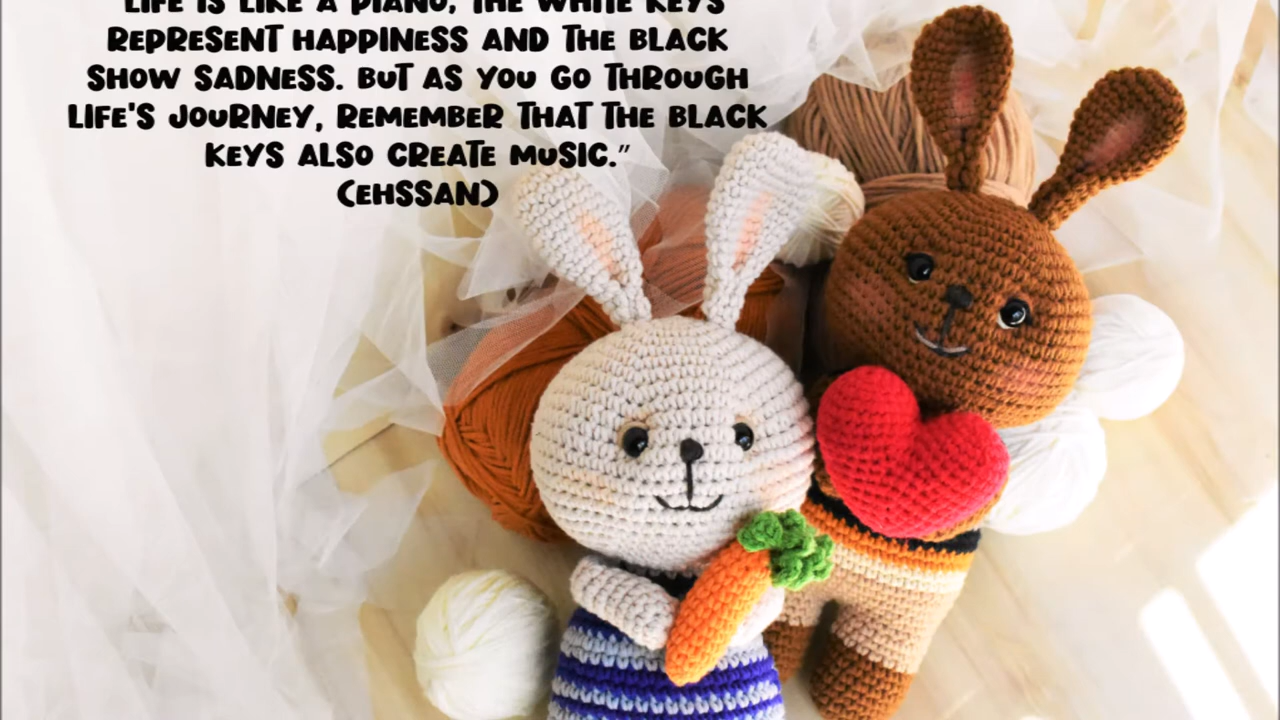 LIFE IS LIKE A PIANO, THE WHITE KEYS
REPRESENT HAPPINESS AND THE BLACK
SHOW SADNESS. BUT AS YOU GO THROUGH
LIFE'S JOURNEY, REMEMBER THAT THE BLACK
KEYS ALSO CREATE MUSIC.”
(EHSSAN)